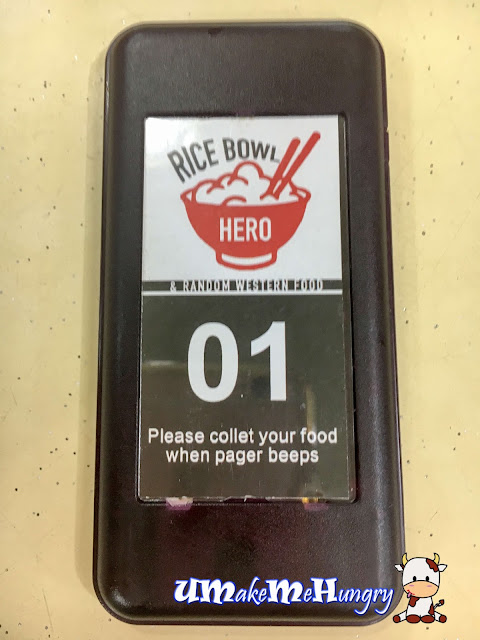 RICE BOWL
HERO
& RANDOM WESTERN FOOD
01
Please collet your food
when pager beeps
UMakeMeHungry